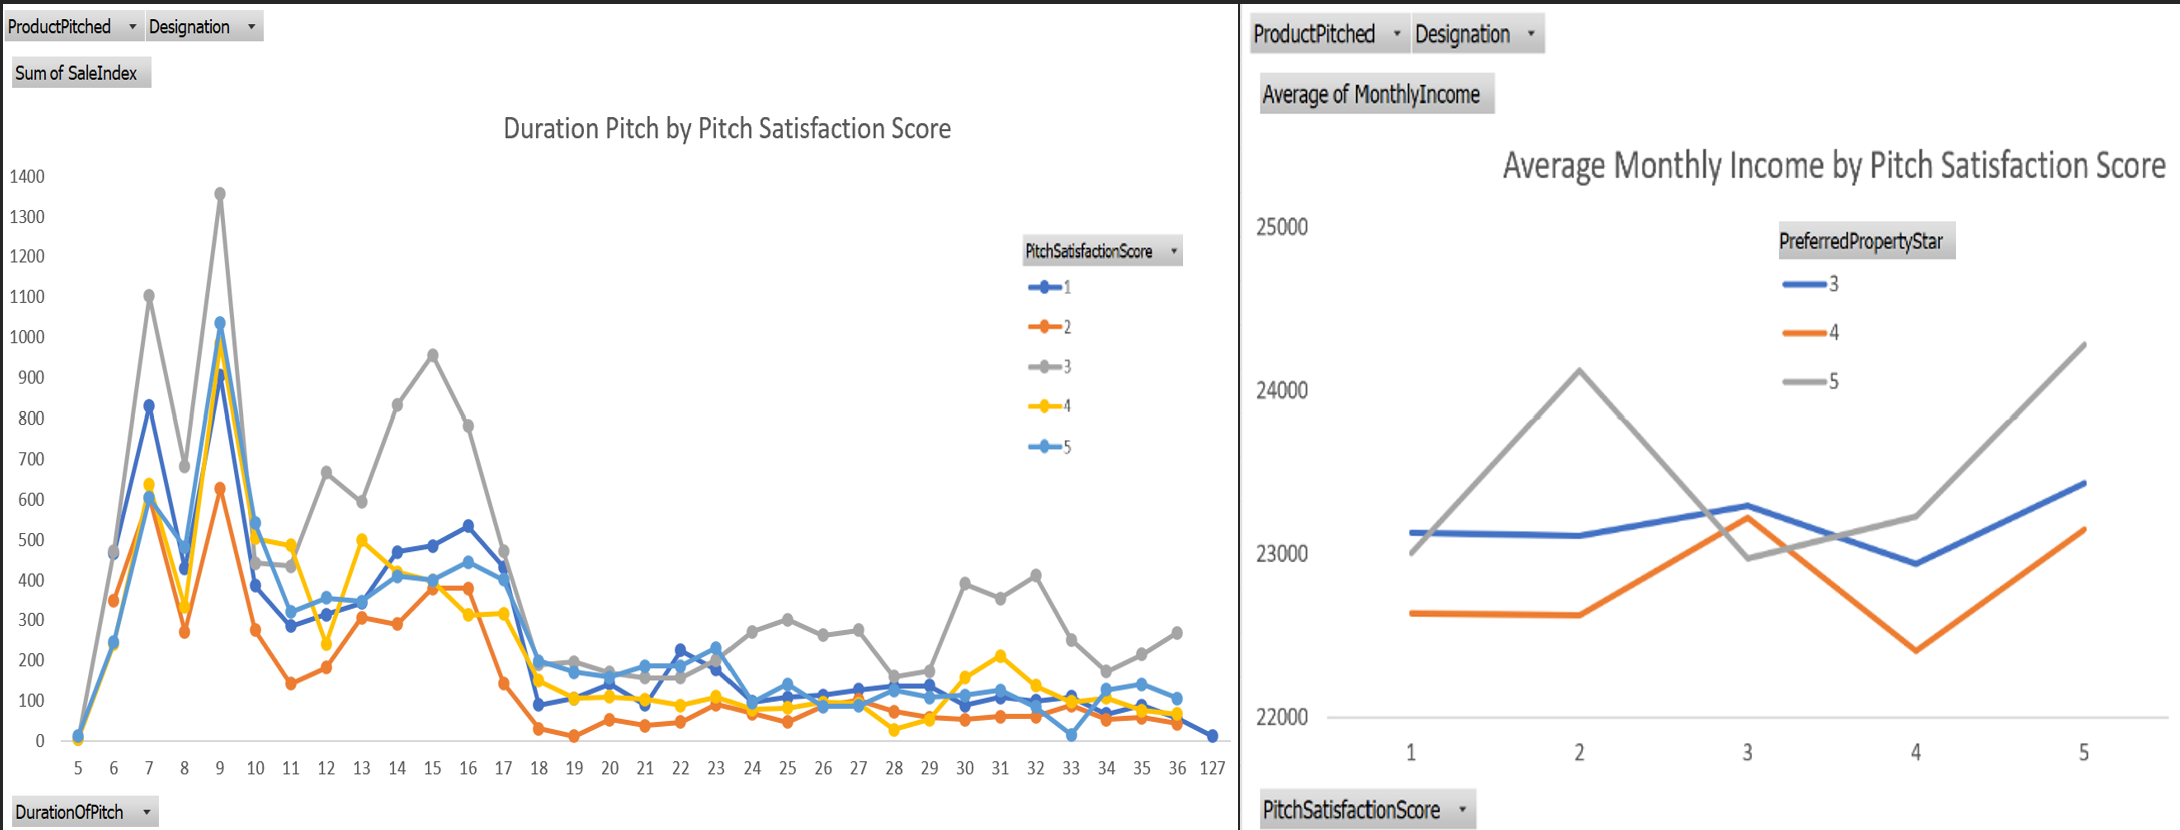 ProductPitched Designation
Sum of SaleIndex
Duration Pitch by Pitch Satisfaction Score
1400
1300
1200
1100
1000
900
800
700
600
500
400
300
200
100
0
PitchSatisfactionScore
1
2
3
4
5
5 6 7 8 9 10 11 12 13 14 15 16 17 18 19 20 21 22 23 24 25 26 27 28 29 30 31 32 33 34 35 36 127
DurationOfPitch
ProductPitched Designation
Average of MonthlyIncome
Average Monthly Income by Pitch Satisfaction Score
25000
24000
23000
22000
PreferredPropertyStar
3
4
5
1 2 3 4 5
PitchSatisfactionScore